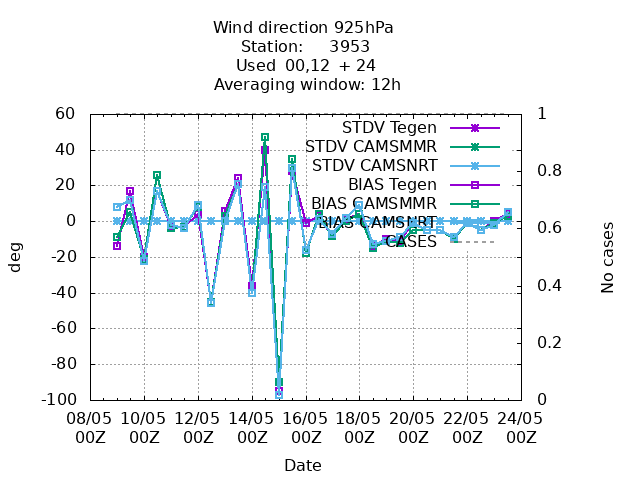 Wind direction 925hPa
Station: 3953
Used 00,12 + 24
Averaging window: 12h
60
40
20
0
-20
-40
-60
-80
-100
deg
1
0.8
0.6
0.4
0.2
0
No cases
STDV Tegen
STDV CAMSMMR
STDV CAMSNRT
BIAS Tegen
BIAS CAMSMMR
BIAS CAMSNRT
CASES
08/05 10/05 12/05 14/05 16/05 18/05 20/05 22/05 24/05
00Z 00Z 00Z 00Z 00Z 00Z 00Z 00Z 00Z
Date